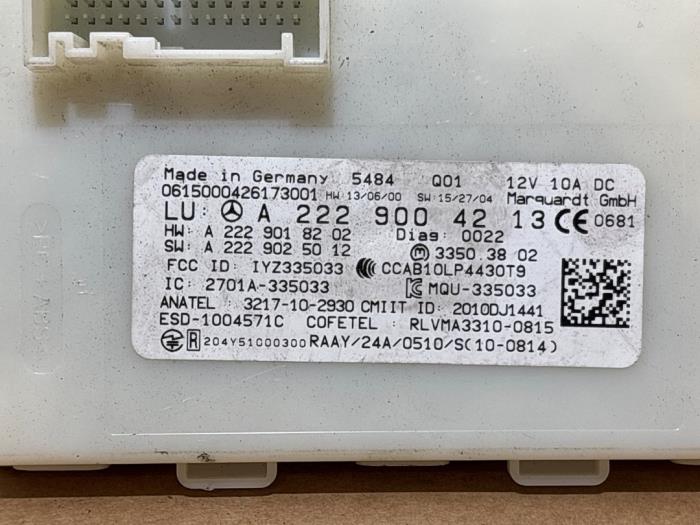 Made in Germany 5484 Q01 12V 10A DC
0615000426173001 HW:13/06/00 SW:15/27/04 Marquardt GmbH
LU: A 222 900 42 13 CE 0681
HW: A 222 901 82 02 Diag: 0022
SW: A 222 902 50 12 3350.38 02
FCC ID: IYZ335033 CCAB10LP4430T9
IC: 2701A-335033 MQU-335033
ANATEL : 3217-10-2930 CMIIT ID: 2010DJ1441
ESD-1004571C COFETEL : RLVMA3310-0815
R 204Y51000300 RAAY/24A/0510/S(10-0814)